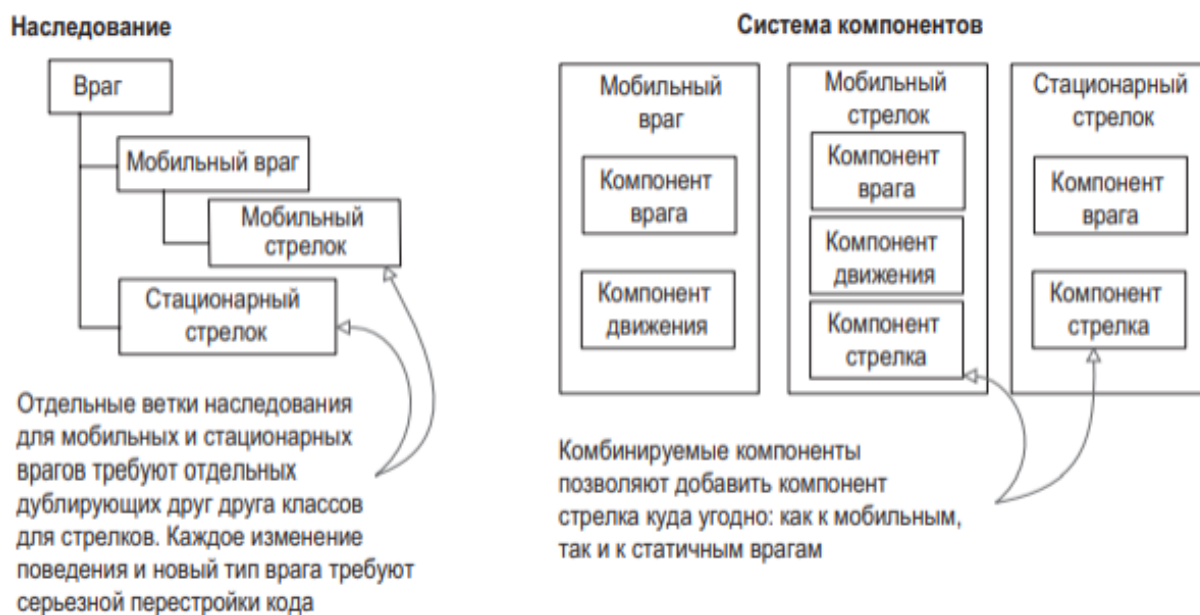 Наследование
Враг
Мобильный враг
Мобильный
стрелок
Стационарный
стрелок
Отдельные ветки наследования
для мобильных и стационарных
врагов требуют отдельных
дублирующих друг друга классов
для стрелков. Каждое изменение
поведения и новый тип врага требуют
серьезной перестройки кода
Система компонентов
Мобильный
враг
Компонент
врага
Компонент
движения
Мобильный
стрелок
Компонент
врага
Компонент
движения
Компонент
стрелка
Стационарный
стрелок
Компонент
врага
Компонент
стрелка
Комбинируемые компоненты
позволяют добавить компонент
стрелка куда угодно: как к мобильным,
так и к статичным врагам